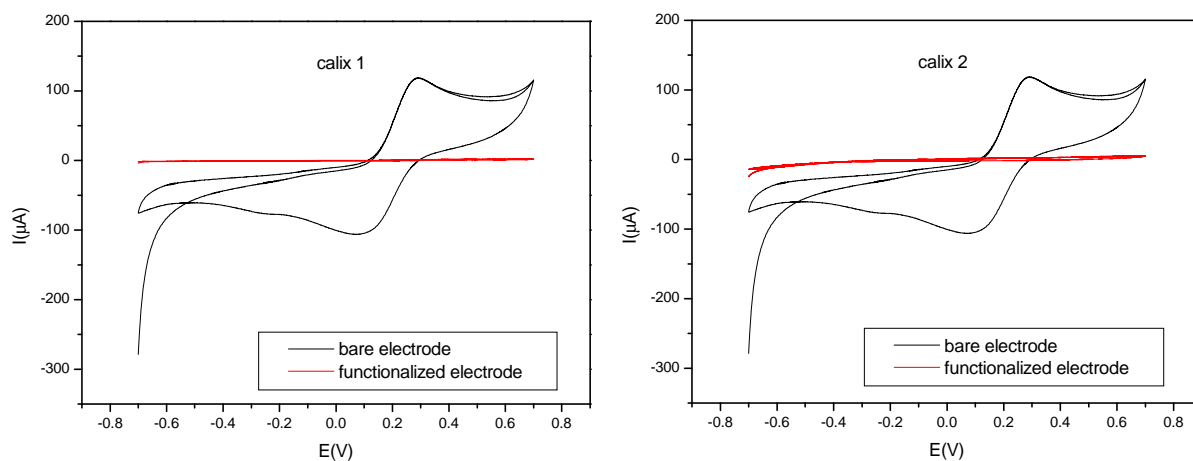 200
100
0
-100
-200
-300
I(μA)
calix 1
bare electrode
functionalized electrode
-0.8 -0.6 -0.4 -0.2 0.0 0.2 0.4 0.6 0.8
E(V)
200
100
0
-100
-200
-300
I(μA)
calix 2
bare electrode
functionalized electrode
-0.8 -0.6 -0.4 -0.2 0.0 0.2 0.4 0.6 0.8
E(V)